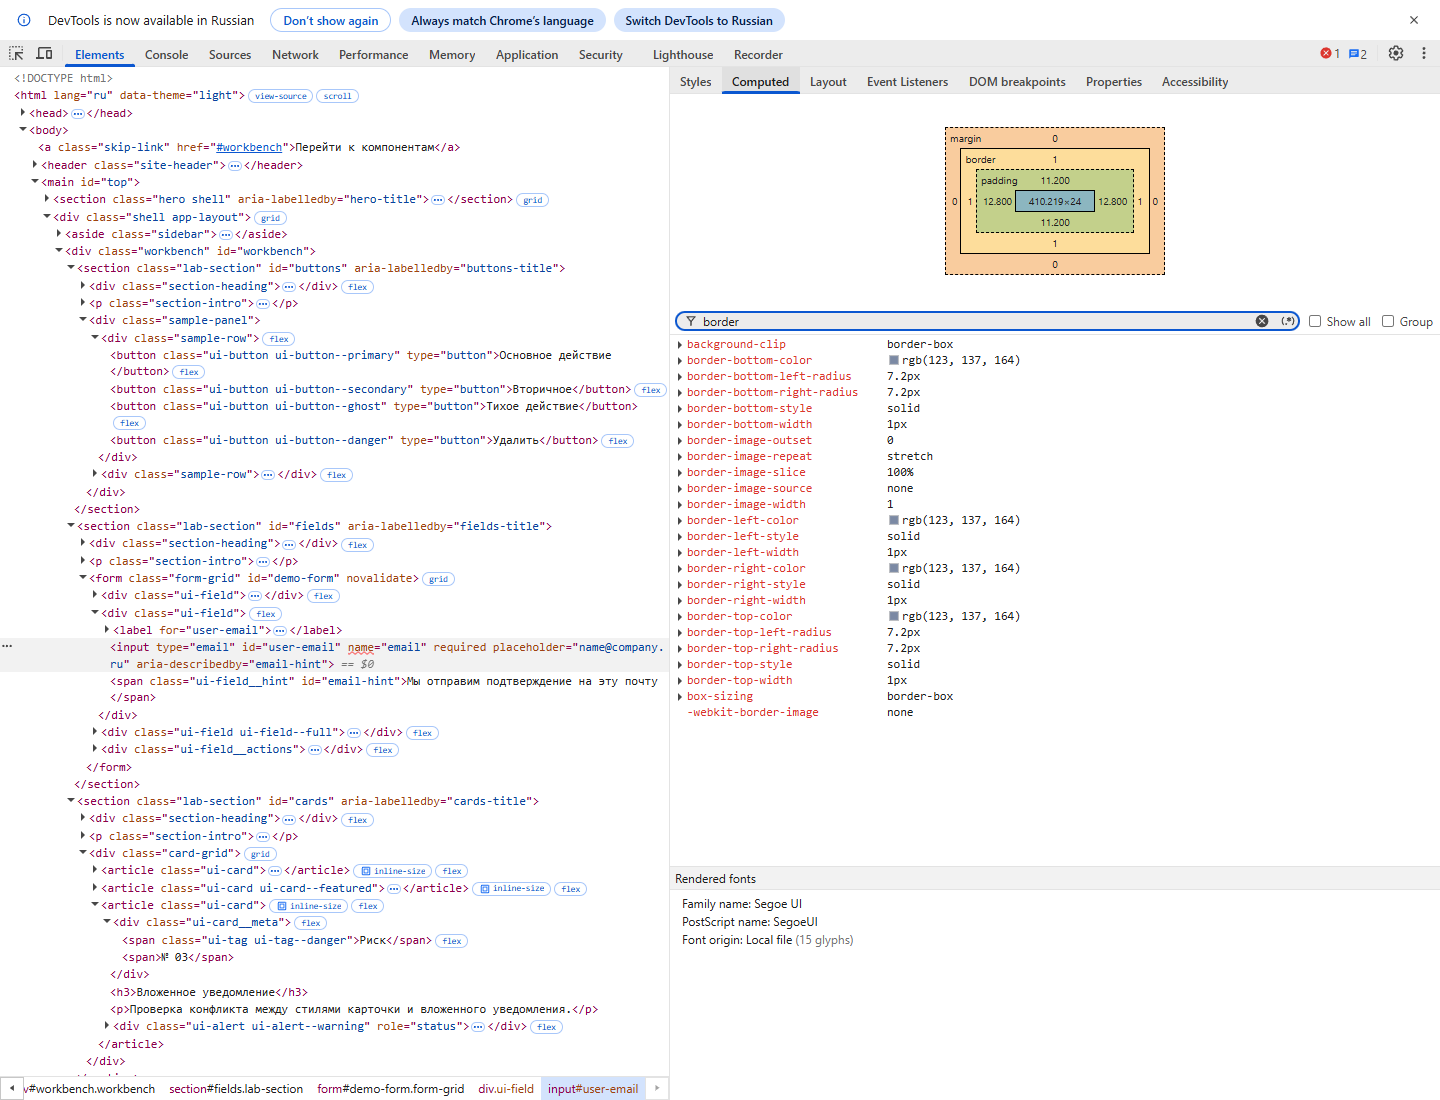 DevTools is now available in Russian Don't show again Always match Chrome's language Switch DevTools to Russian
Elements Console Sources Network Performance Memory Application Security Lighthouse Recorder 1 2
<!DOCTYPE html>
<html lang="ru" data-theme="light"> view-source scroll
<head> ••• </head>
<body>
<a class="skip-link" href="#workbench">Перейти к компонентам</a>
<header class="site-header"> ••• </header>
<main id="top">
<section class="hero shell" aria-labelledby="hero-title"> ••• </section> grid
<div class="shell app-layout"> grid
<aside class="sidebar"> ••• </aside>
<div class="workbench" id="workbench">
<section class="lab-section" id="buttons" aria-labelledby="buttons-title">
<div class="section-heading"> ••• </div> flex
<p class="section-intro"> ••• </p>
<div class="sample-panel">
<div class="sample-row"> flex
<button class="ui-button ui-button--primary" type="button">Основное действие
</button> flex
<button class="ui-button ui-button--secondary" type="button">Вторичное</button> flex
<button class="ui-button ui-button--ghost" type="button">Тихое действие</button>
flex
<button class="ui-button ui-button--danger" type="button">Удалить</button> flex
</div>
<div class="sample-row"> ••• </div> flex
</div>
</section>
<section class="lab-section" id="fields" aria-labelledby="fields-title">
<div class="section-heading"> ••• </div> flex
<p class="section-intro"> ••• </p>
<form class="form-grid" id="demo-form" novalidate> grid
<div class="ui-field"> ••• </div> flex
<div class="ui-field"> flex
<label for="user-email"> ••• </label>
<input type="email" id="user-email" name="email" required placeholder="name@company.
ru" aria-describedby="email-hint"> == $0
<span class="ui-field__hint" id="email-hint">Мы отправим подтверждение на эту почту
</span>
</div>
<div class="ui-field ui-field--full"> ••• </div> flex
<div class="ui-field__actions"> ••• </div> flex
</form>
</section>
<section class="lab-section" id="cards" aria-labelledby="cards-title">
<div class="section-heading"> ••• </div> flex
<p class="section-intro"> ••• </p>
<div class="card-grid"> grid
<article class="ui-card"> ••• </article> inline-size flex
<article class="ui-card ui-card--featured"> ••• </article> inline-size flex
<article class="ui-card"> inline-size flex
<div class="ui-card__meta"> flex
<span class="ui-tag ui-tag--danger">Риск</span> flex
<span>№ 03</span>
</div>
<h3>Вложенное уведомление</h3>
<p>Проверка конфликта между стилями карточки и вложенного уведомления.</p>
<div class="ui-alert ui-alert--warning" role="status"> ••• </div> flex
</article>
</div>
v#workbench.workbench section#fields.lab-section form#demo-form.form-grid div.ui-field input#user-email
Styles Computed Layout Event Listeners DOM breakpoints Properties Accessibility
margin 0
border 1
padding 11.200
0 1 12.800 410.219×24 12.800 1 0
11.200
1
0
border (.*) Show all Group
background-clip border-box
border-bottom-color rgb(123, 137, 164)
border-bottom-left-radius 7.2px
border-bottom-right-radius 7.2px
border-bottom-style solid
border-bottom-width 1px
border-image-outset 0
border-image-repeat stretch
border-image-slice 100%
border-image-source none
border-image-width 1
border-left-color rgb(123, 137, 164)
border-left-style solid
border-left-width 1px
border-right-color rgb(123, 137, 164)
border-right-style solid
border-right-width 1px
border-top-color rgb(123, 137, 164)
border-top-left-radius 7.2px
border-top-right-radius 7.2px
border-top-style solid
border-top-width 1px
box-sizing border-box
-webkit-border-image none
Rendered fonts
Family name: Segoe UI
PostScript name: SegoeUI
Font origin: Local file (15 glyphs)